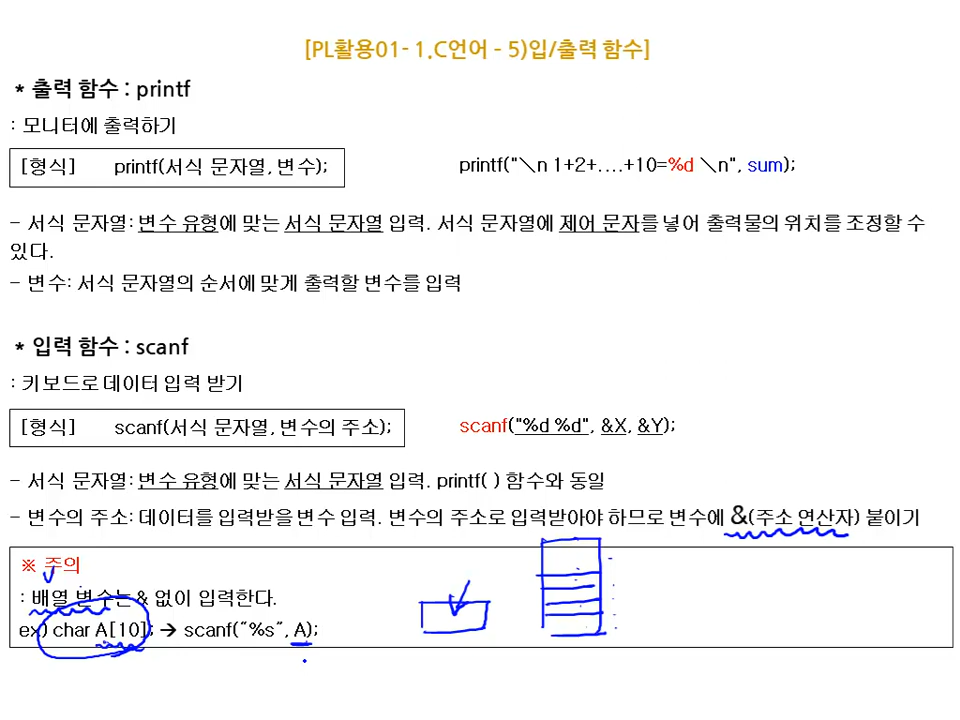 [PL활용01- 1.C언어 - 5)입/출력 함수]
* 출력 함수 : printf
: 모니터에 출력하기
[형식] printf(서식 문자열, 변수); printf("\n 1+2+....+10=%d \n", sum);
- 서식 문자열: 변수 유형에 맞는 서식 문자열 입력. 서식 문자열에 제어 문자를 넣어 출력물의 위치를 조정할 수
있다.
- 변수: 서식 문자열의 순서에 맞게 출력할 변수를 입력
* 입력 함수 : scanf
: 키보드로 데이터 입력 받기
[형식] scanf(서식 문자열, 변수의 주소); scanf("%d %d", &X, &Y);
- 서식 문자열: 변수 유형에 맞는 서식 문자열 입력. printf( ) 함수와 동일
- 변수의 주소: 데이터를 입력받을 변수 입력. 변수의 주소로 입력받아야 하므로 변수에 &(주소 연산자) 붙이기
※ 주의
: 배열 변수는 & 없이 입력한다.
ex) char A[10]; → scanf("%s", A);